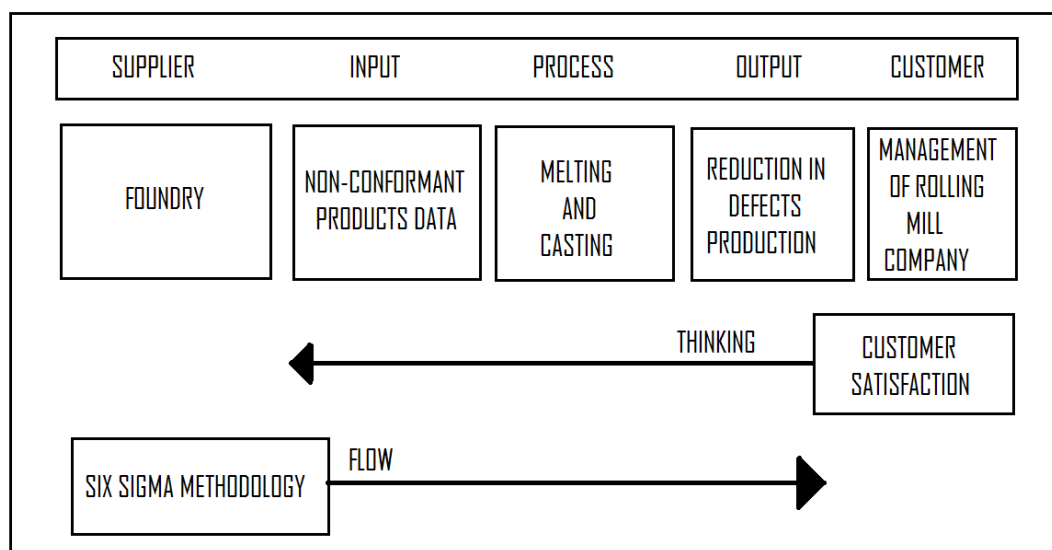 SUPPLIER INPUT PROCESS OUTPUT CUSTOMER
FOUNDRY
NON-CONFORMANT
PRODUCTS DATA
MELTING
AND
CASTING
REDUCTION IN
DEFECTS
PRODUCTION
MANAGEMENT
OF ROLLING
MILL
COMPANY
THINKING
CUSTOMER
SATISFACTION
SIX SIGMA METHODOLOGY
FLOW